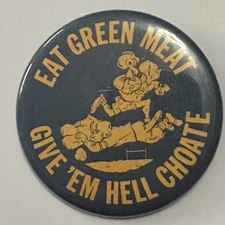 EAT GREEN MEAT
GIVE 'EM HELL CHOATE